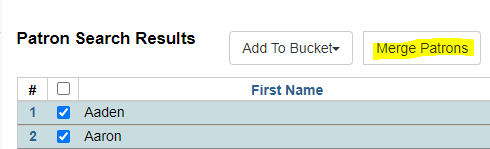 Patron Search Results Add To Bucket Merge Patrons
# First Name
1 Aaden
2 Aaron